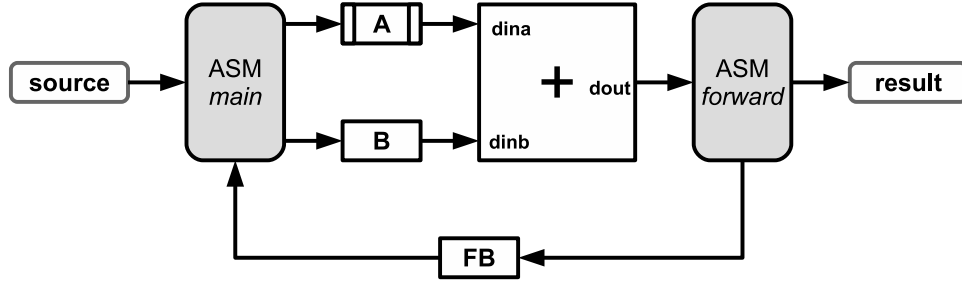 source
ASM
main
A
B
dina
+
dout
dinb
ASM
forward
result
FB